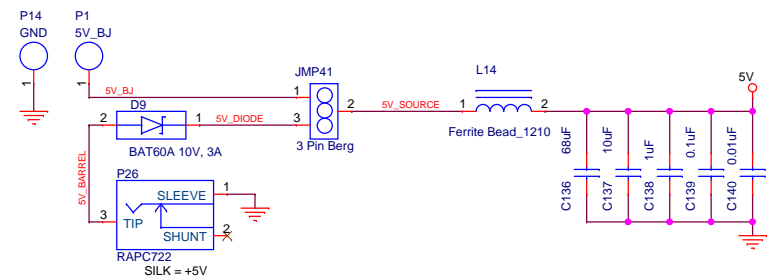 P14
GND
1
P1
5V_BJ
1
5V_BJ
D9
2
1
5V_DIODE
BAT60A 10V, 3A
5V_BARREL
P26
SLEEVE
1
3
TIP
SHUNT
2
RAPC722
SILK = +5V
JMP41
1
3
2
3 Pin Berg
5V_SOURCE
L14
1
2
Ferrite Bead_1210
5V
68uF
C136
10uF
C137
1uF
C138
0.1uF
C139
0.01uF
C140